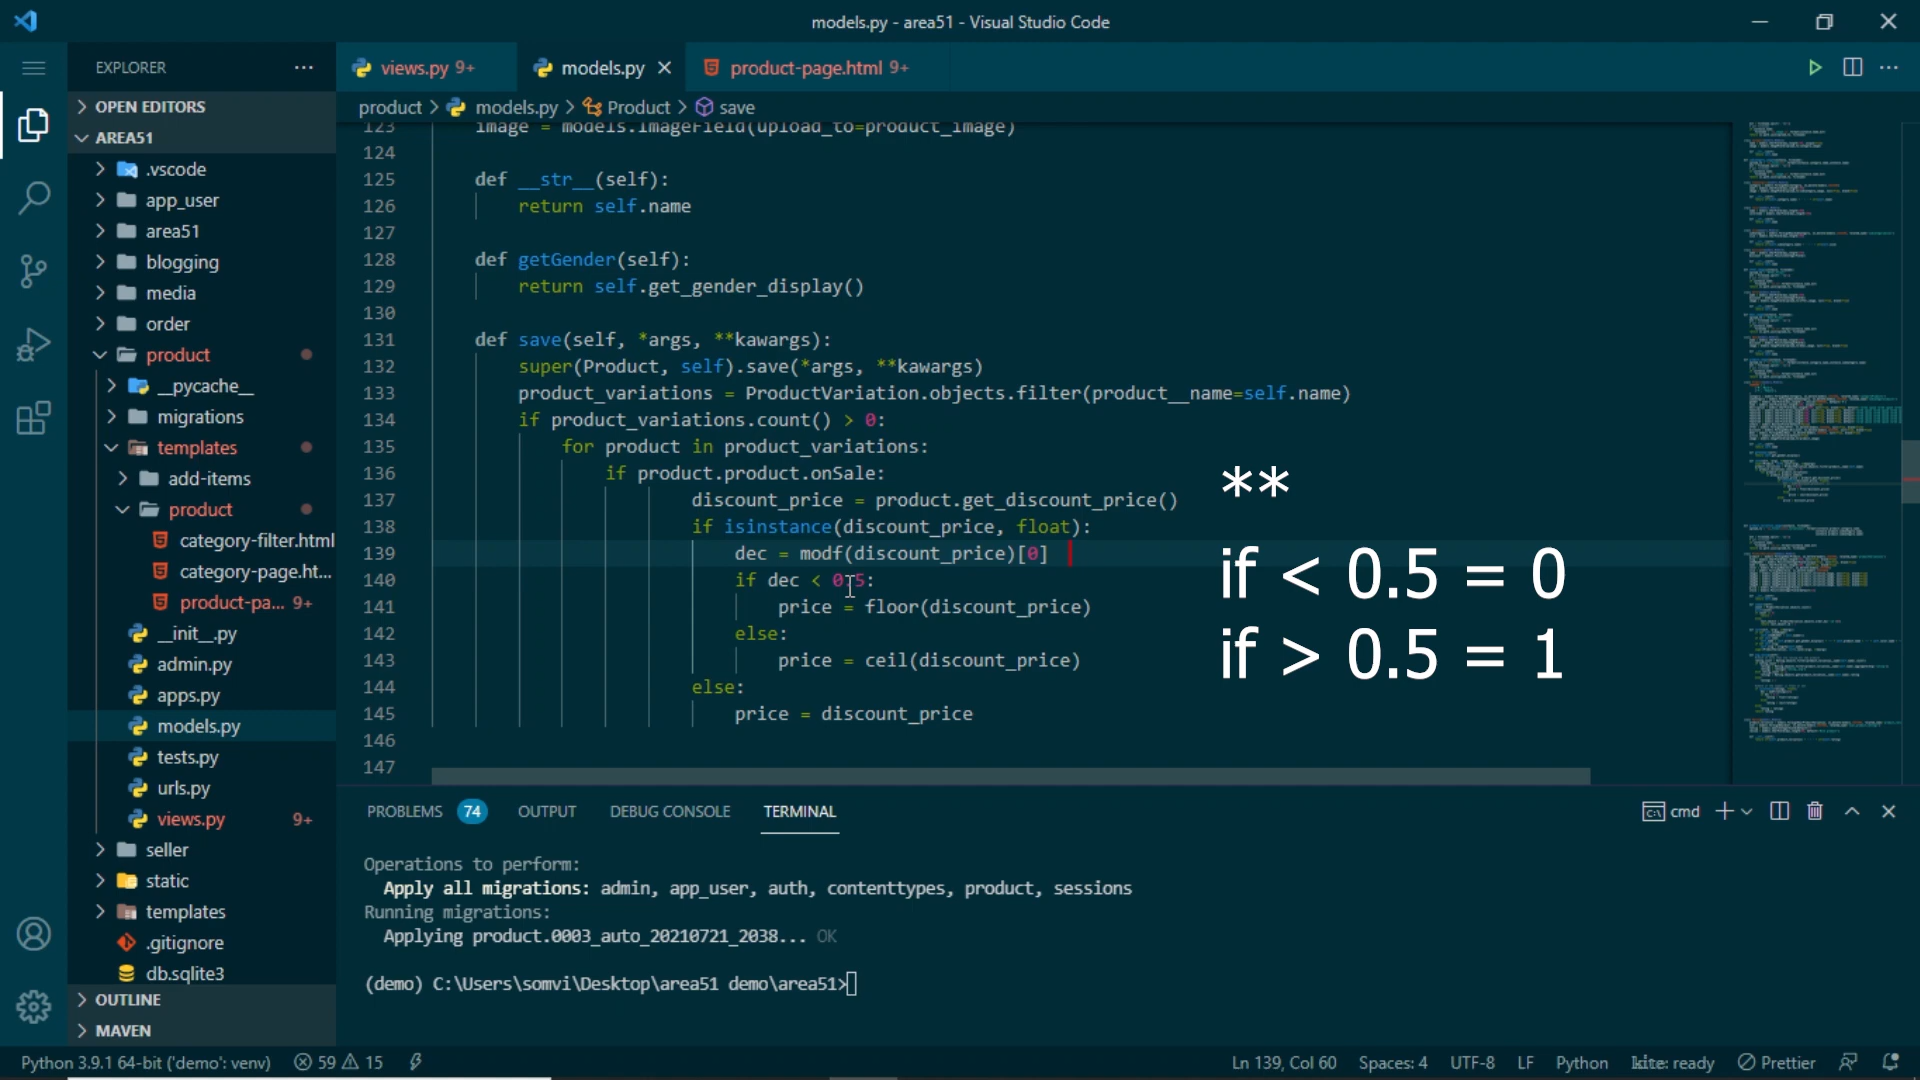 models.py - area51 - Visual Studio Code
EXPLORER
views.py 9+
models.py
product-page.html 9+
OPEN EDITORS
product > models.py > Product > save
AREA51
.vscode
app_user
area51
blogging
media
order
product
__pycache__
migrations
templates
add-items
product
category-filter.html
category-page.ht...
product-pa... 9+
__init__.py
admin.py
apps.py
models.py
tests.py
urls.py
views.py 9+
seller
static
templates
.gitignore
db.sqlite3
OUTLINE
MAVEN
123 image = models.ImageField(upload_to=product_image)
124
125 def __str__(self):
126 return self.name
127
128 def getGender(self):
129 return self.get_gender_display()
130
131 def save(self, *args, **kawargs):
132 super(Product, self).save(*args, **kawargs)
133 product_variations = ProductVariation.objects.filter(product__name=self.name)
134 if product_variations.count() > 0:
135 for product in product_variations:
136 if product.product.onSale:
137 discount_price = product.get_discount_price()
138 if isinstance(discount_price, float):
139 dec = modf(discount_price)[0]
140 if dec < 0.5:
141 price = floor(discount_price)
142 else:
143 price = ceil(discount_price)
144 else:
145 price = discount_price
146
147
**
if < 0.5 = 0
if > 0.5 = 1
PROBLEMS 74 OUTPUT DEBUG CONSOLE TERMINAL
cmd
Operations to perform:
Apply all migrations: admin, app_user, auth, contenttypes, product, sessions
Running migrations:
Applying product.0003_auto_20210721_2038... OK
(demo) C:\Users\somvi\Desktop\area51 demo\area51>
Python 3.9.1 64-bit ('demo': venv) 59 15
Ln 139, Col 60 Spaces: 4 UTF-8 LF Python kite: ready Prettier